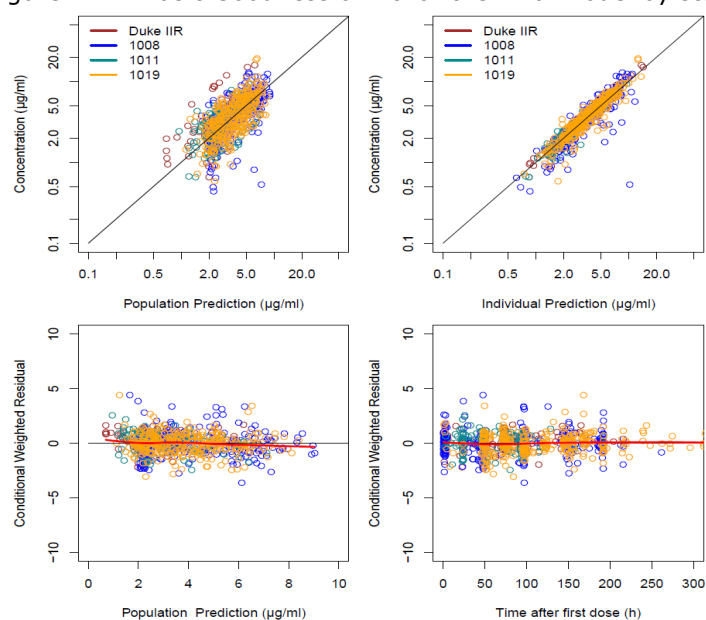 Duke IIR
1008
1011
1019
Concentration (µg/ml)
20.0
5.0
2.0
0.5
0.1
0.1 0.5 2.0 5.0 20.0
Population Prediction (µg/ml)
Duke IIR
1008
1011
1019
Concentration (µg/ml)
20.0
5.0
2.0
0.5
0.1
0.1 0.5 2.0 5.0 20.0
Individual Prediction (µg/ml)
Conditional Weighted Residual
10
5
0
−5
−10
0 2 4 6 8 10
Population Prediction (µg/ml)
Conditional Weighted Residual
10
5
0
−5
−10
0 50 100 150 200 250 300
Time after first dose (h)